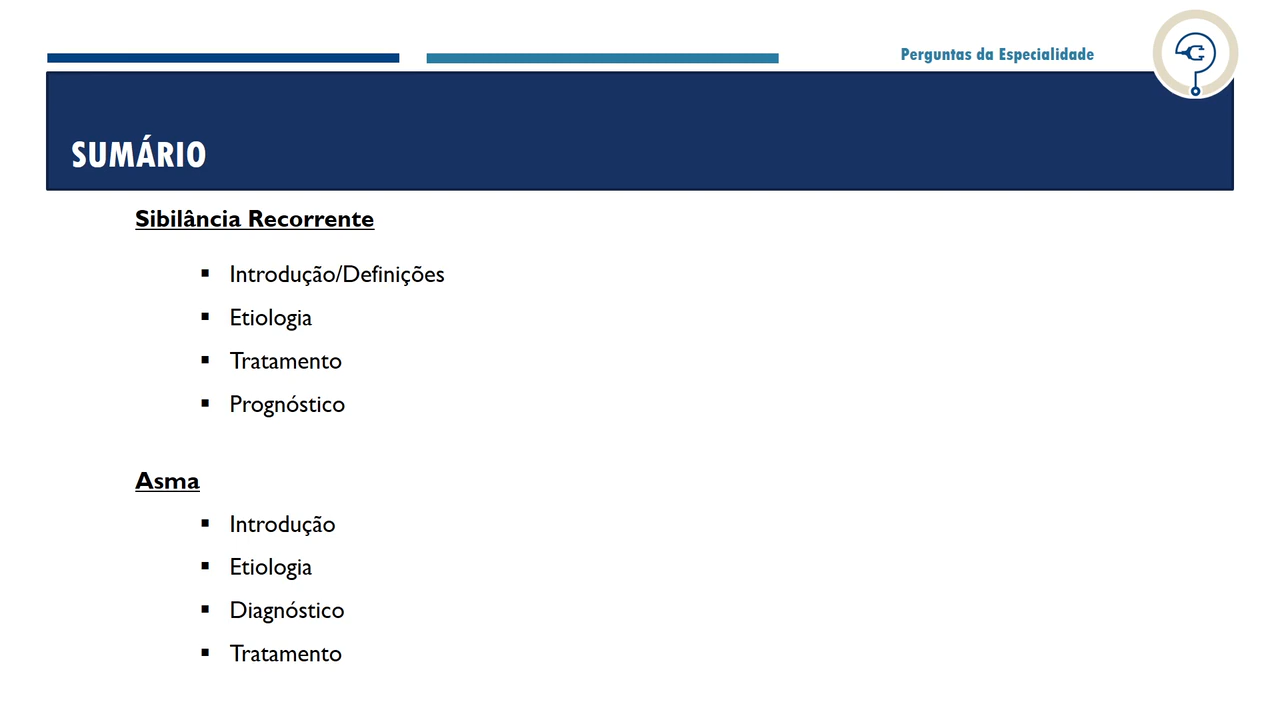 Perguntas da Especialidade
SUMÁRIO
Sibilância Recorrente
▪ Introdução/Definições
▪ Etiologia
▪ Tratamento
▪ Prognóstico
Asma
▪ Introdução
▪ Etiologia
▪ Diagnóstico
▪ Tratamento